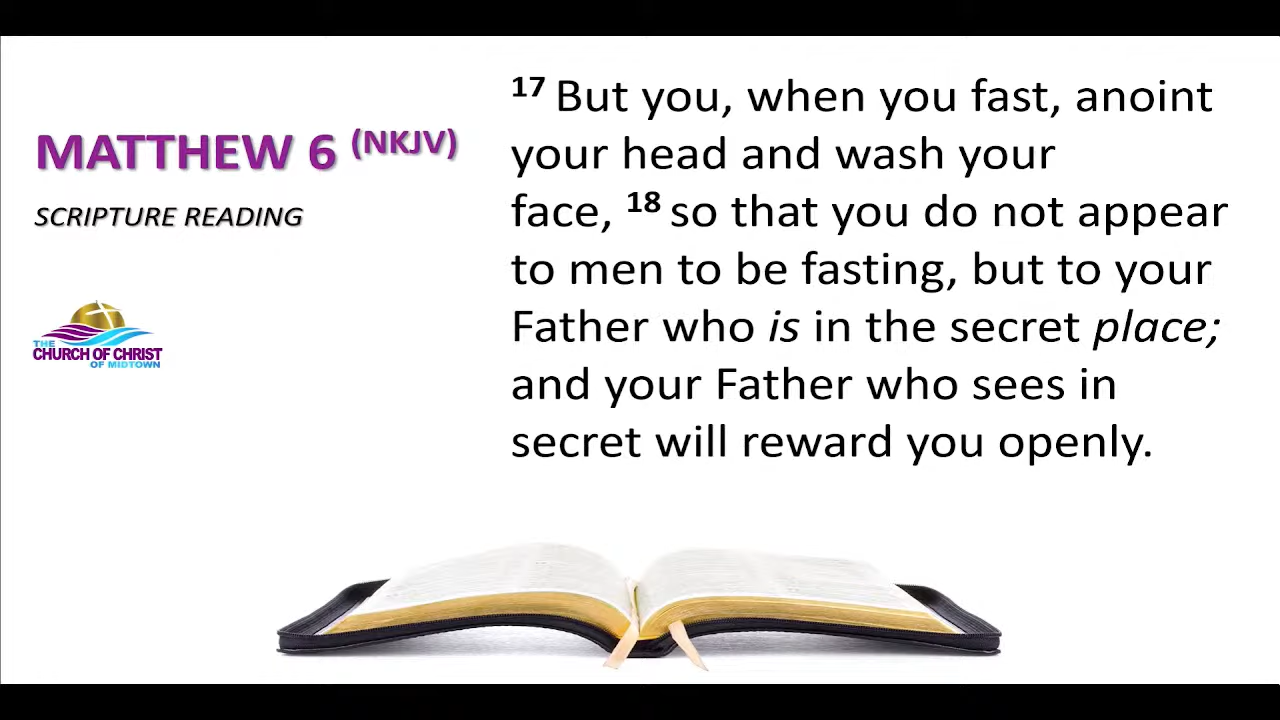 MATTHEW 6 (NKJV)
SCRIPTURE READING
THE
CHURCH OF CHRIST
OF MIDTOWN
17 But you, when you fast, anoint
your head and wash your
face, 18 so that you do not appear
to men to be fasting, but to your
Father who is in the secret place;
and your Father who sees in
secret will reward you openly.